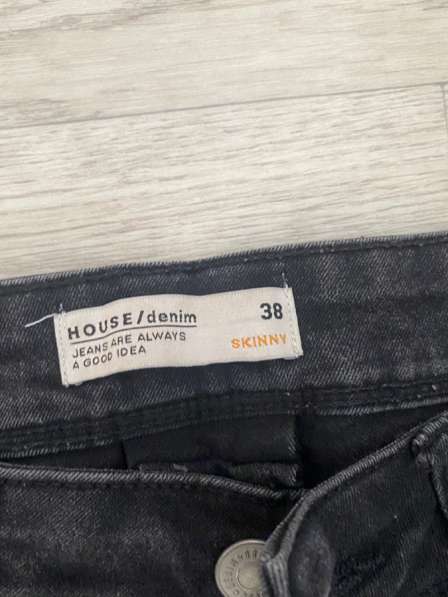 HOUSE/denim
JEANS ARE ALWAYS
A GOOD IDEA
38
SKINNY